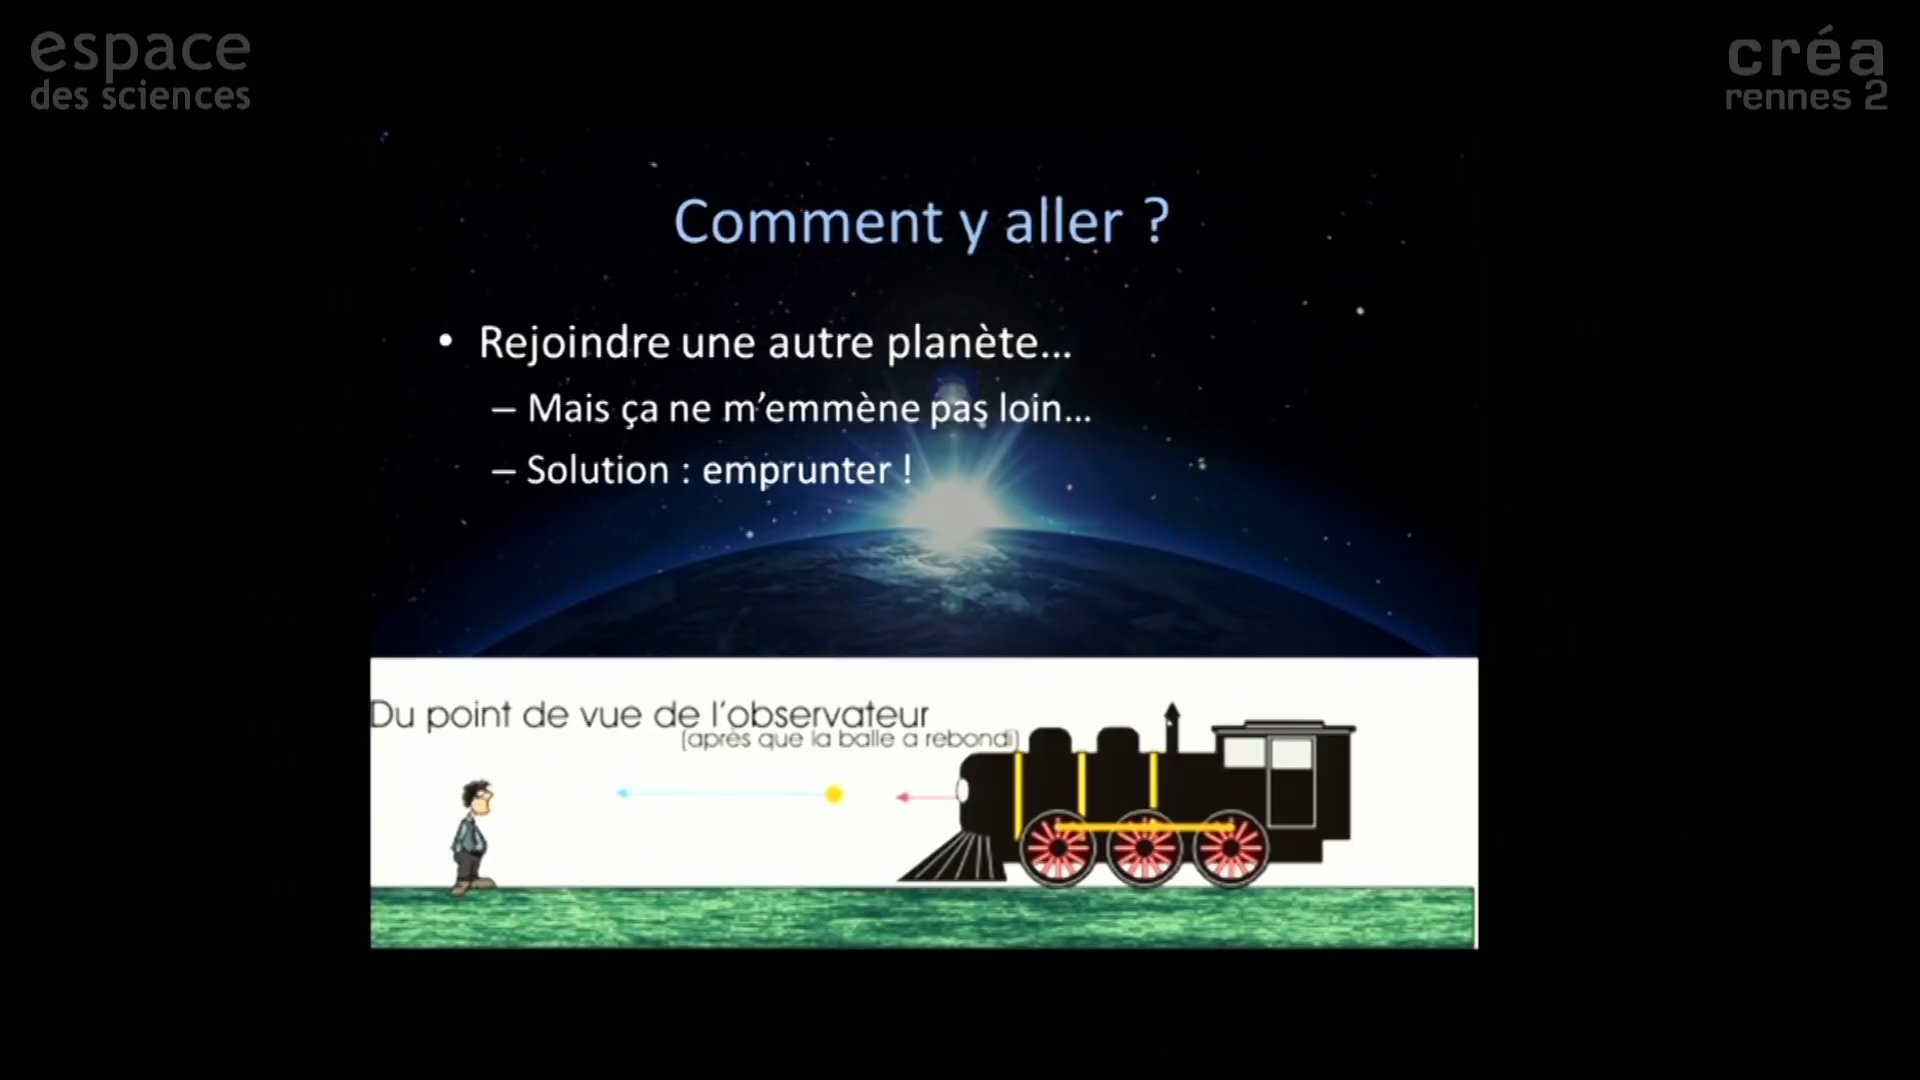 espace
des sciences
créa
rennes 2
Comment y aller ?
• Rejoindre une autre planète...
– Mais ça ne m’emmène pas loin...
– Solution : emprunter !
Du point de vue de l’observateur
(après que la balle a rebondi)